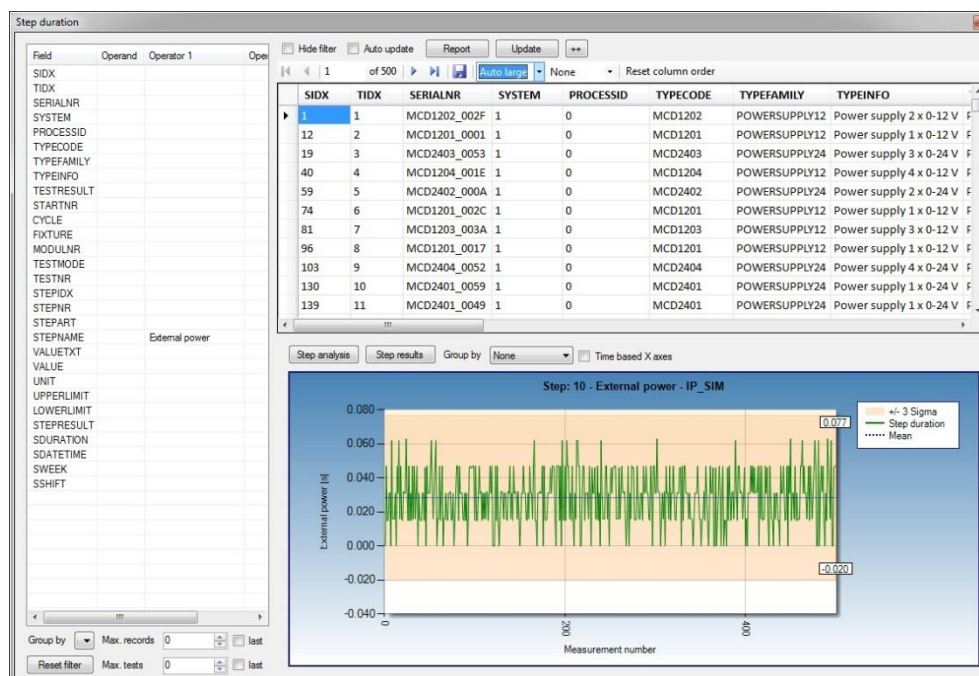 Step duration
Field Operand Operator 1 Oper
SIDX
TIDX
SERIALNR
SYSTEM
PROCESSID
TYPECODE
TYPEFAMILY
TYPEINFO
TESTRESULT
STARTNR
CYCLE
FIXTURE
MODULNR
TESTMODE
TESTNR
STEPIDX
STEPNR
STEPART
STEPNAME External power
VALUETXT
VALUE
UNIT
UPPERLIMIT
LOWERLIMIT
STEPRESULT
SDURATION
SDATETIME
SWEEK
SSHIFT
Group by Max. records 0 last
Reset filter Max. tests 0 last
Hide filter Auto update Report Update ++
1 of 500 Auto large None Reset column order
SIDX TIDX SERIALNR SYSTEM PROCESSID TYPECODE TYPEFAMILY TYPEINFO
1 1 MCD1202_002F 1 0 MCD1202 POWERSUPPLY12 Power supply 2 x 0-12 V
12 2 MCD1201_0001 1 0 MCD1201 POWERSUPPLY12 Power supply 1 x 0-12 V
19 3 MCD2403_0053 1 0 MCD2403 POWERSUPPLY24 Power supply 3 x 0-24 V
40 4 MCD1204_001E 1 0 MCD1204 POWERSUPPLY12 Power supply 4 x 0-12 V
59 5 MCD2402_000A 1 0 MCD2402 POWERSUPPLY24 Power supply 2 x 0-24 V
74 6 MCD1201_002C 1 0 MCD1201 POWERSUPPLY12 Power supply 1 x 0-12 V
81 7 MCD1203_003A 1 0 MCD1203 POWERSUPPLY12 Power supply 3 x 0-12 V
96 8 MCD1201_0017 1 0 MCD1201 POWERSUPPLY12 Power supply 1 x 0-12 V
103 9 MCD2404_0052 1 0 MCD2404 POWERSUPPLY24 Power supply 4 x 0-24 V
130 10 MCD2401_0059 1 0 MCD2401 POWERSUPPLY24 Power supply 1 x 0-24 V
139 11 MCD2401_0049 1 0 MCD2401 POWERSUPPLY24 Power supply 1 x 0-24 V
Step analysis Step results Group by None Time based X axes
Step: 10 - External power - IP_SIM
+/- 3 Sigma
Step duration
Mean
0.077
-0.020
0.080
0.060
0.040
0.020
0.000
-0.020
-0.040
External power [s]
0 200 400
Measurement number